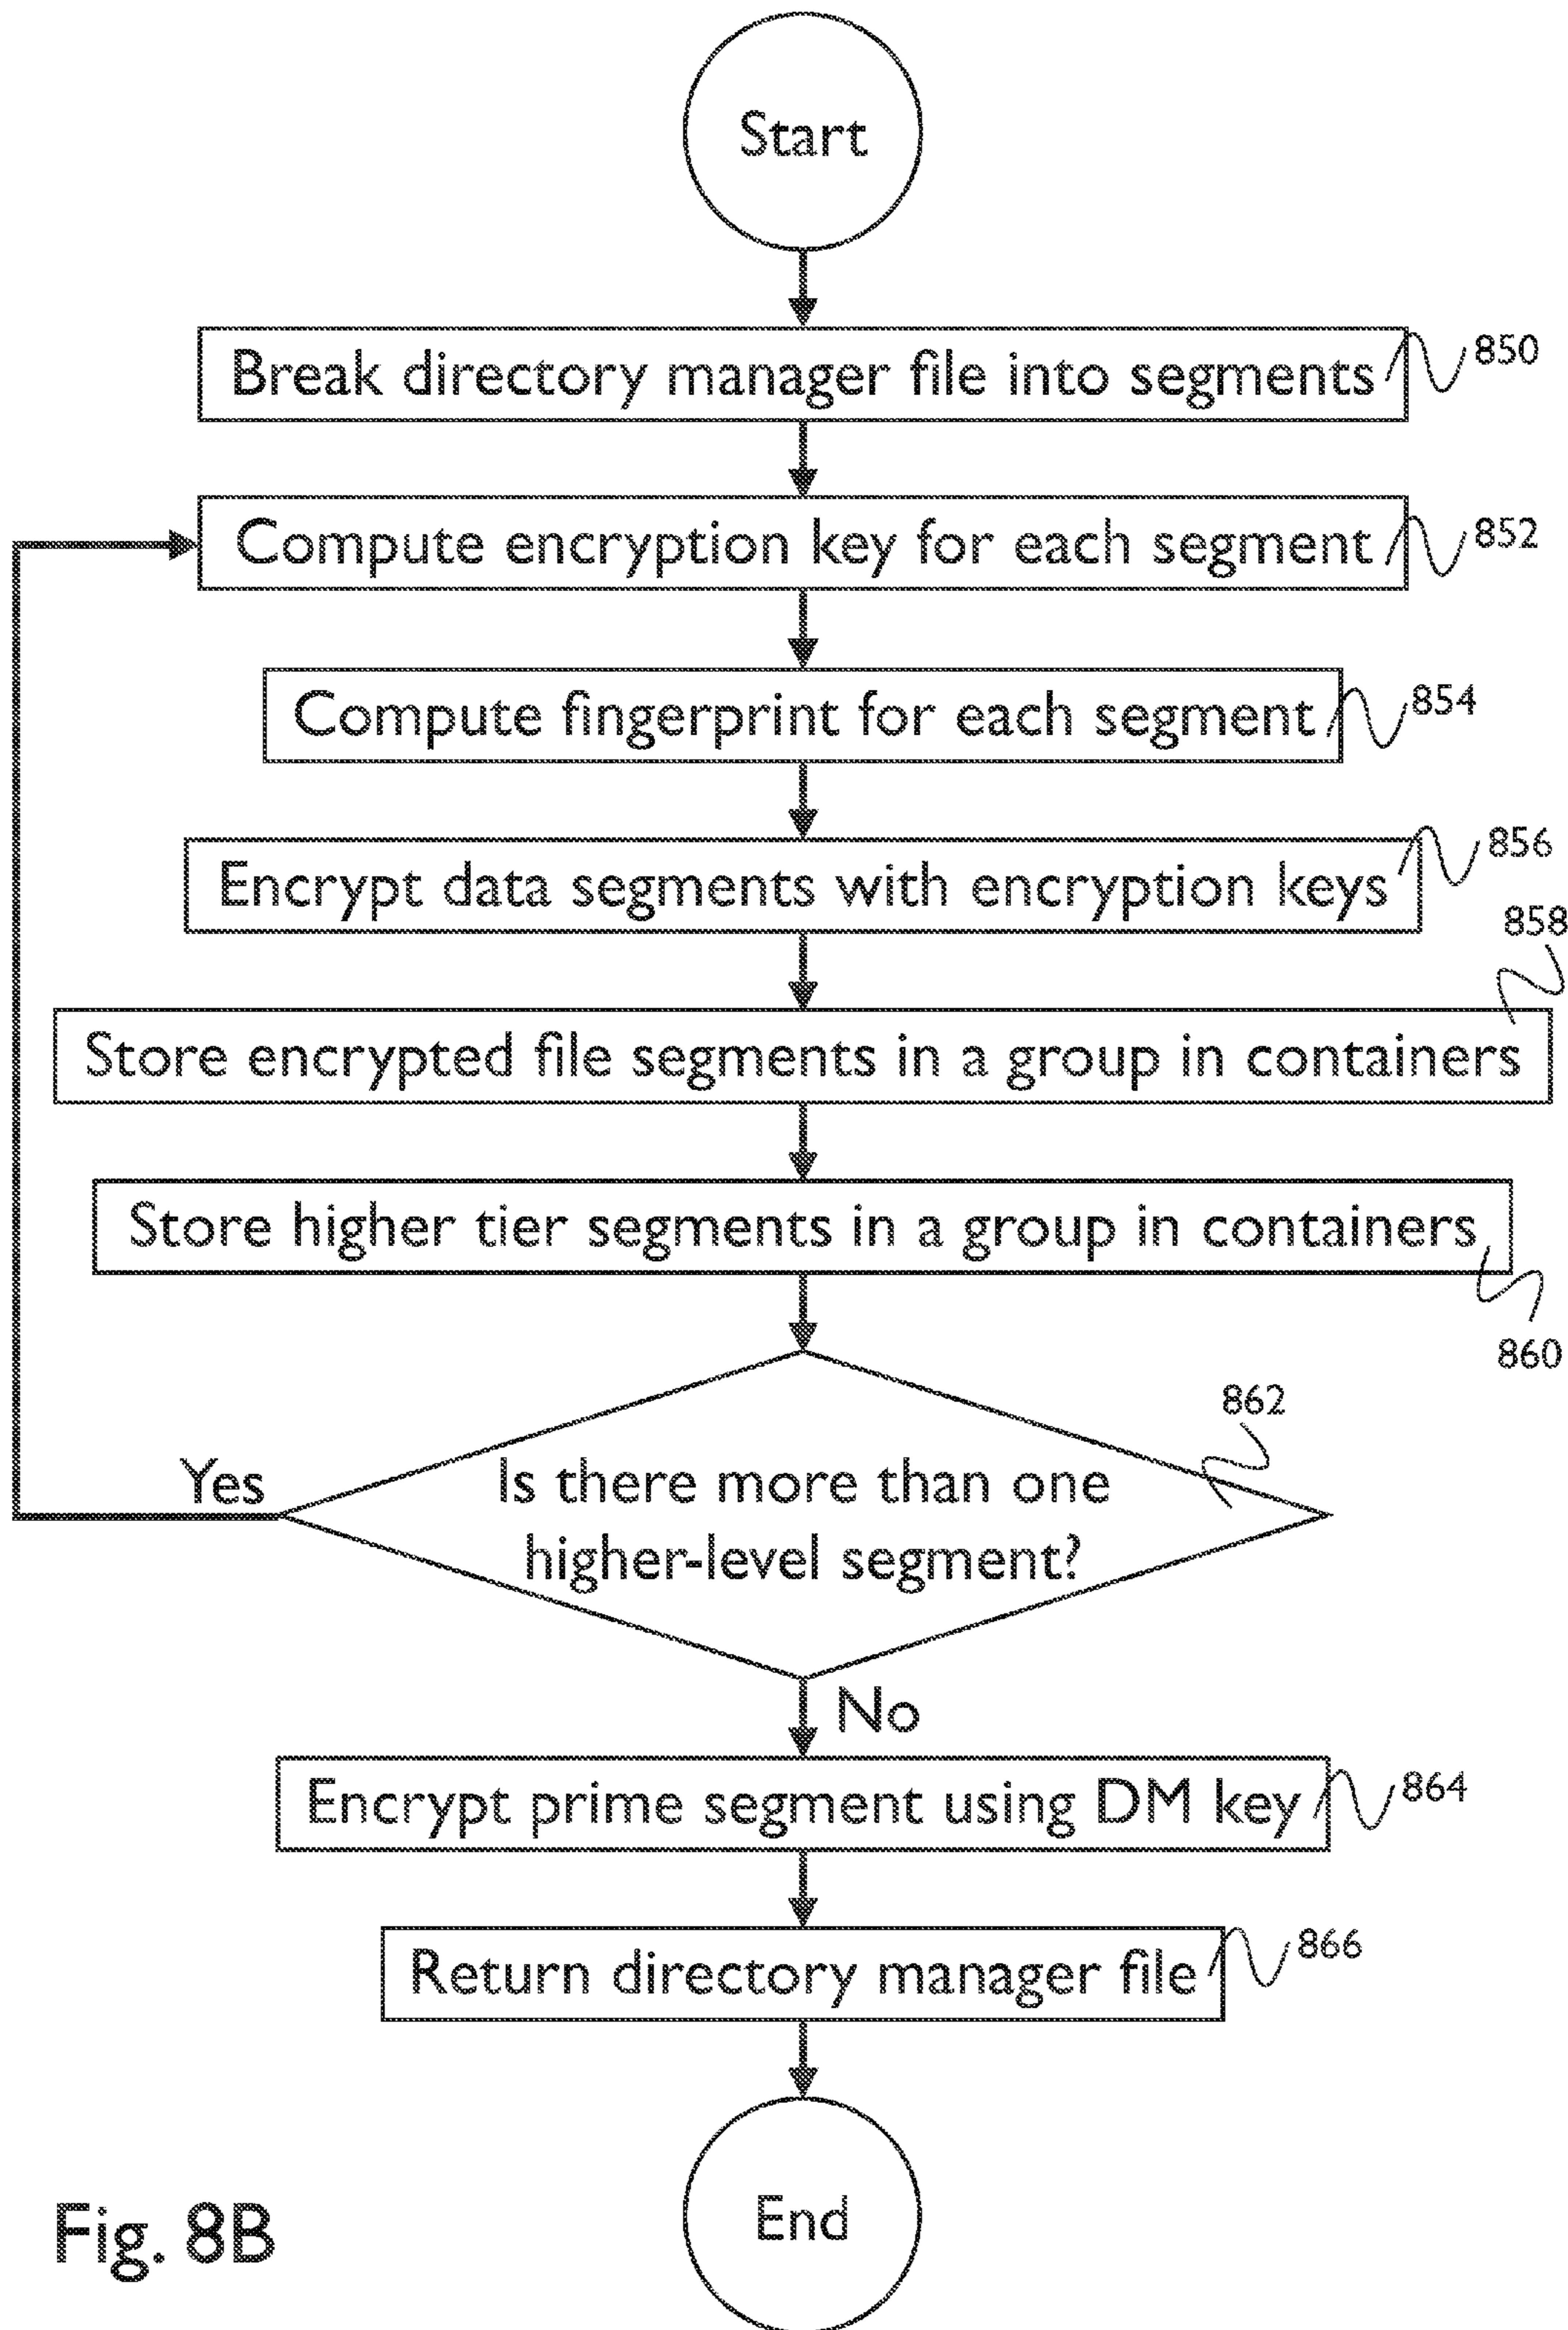 Start
Break directory manager file into segments
850
Compute encryption key for each segment
852
Compute fingerprint for each segment
854
Encrypt data segments with encryption keys
856
858
Store encrypted file segments in a group in containers
Store higher tier segments in a group in containers
860
862
Yes
Is there more than one
higher-level segment?
No
Encrypt prime segment using DM key
864
Return directory manager file
866
End
Fig. 8B